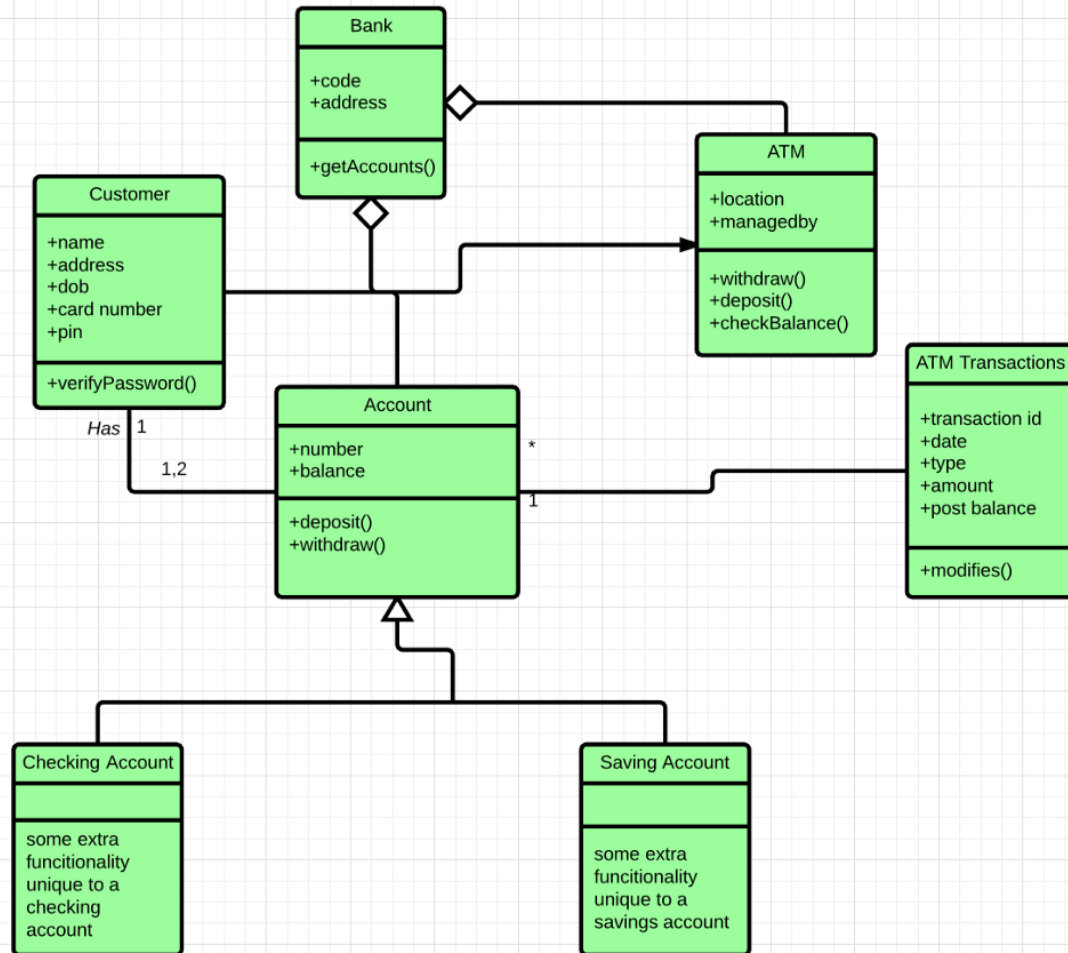 Bank
+code
+address
+getAccounts()
ATM
+location
+managedby
+withdraw()
+deposit()
+checkBalance()
Customer
+name
+address
+dob
+card number
+pin
+verifyPassword()
Has
1
1,2
Account
+number
+balance
+deposit()
+withdraw()
*
1
ATM Transactions
+transaction id
+date
+type
+amount
+post balance
+modifies()
Checking Account
some extra
funcitionality
unique to a
checking
account
Saving Account
some extra
funcitionality
unique to a
savings account